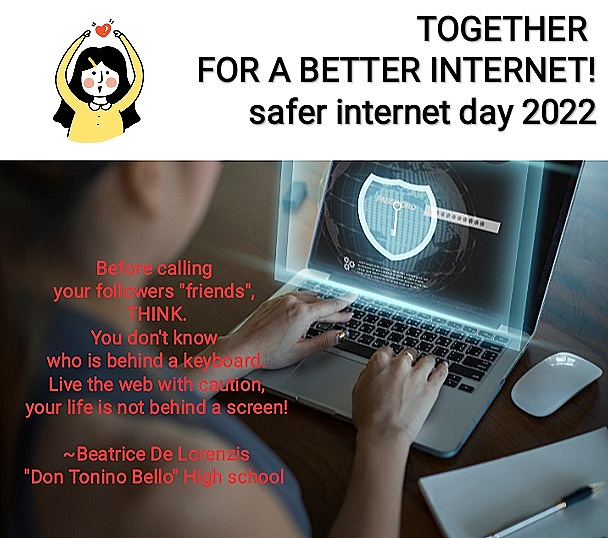 TOGETHER
FOR A BETTER INTERNET!
safer internet day 2022
PASSWORD
Before calling
your followers "friends",
THINK.
You don't know
who is behind a keyboard.
Live the web with caution,
your life is not behind a screen!
~Beatrice De Lorenzis
"Don Tonino Bello" High school